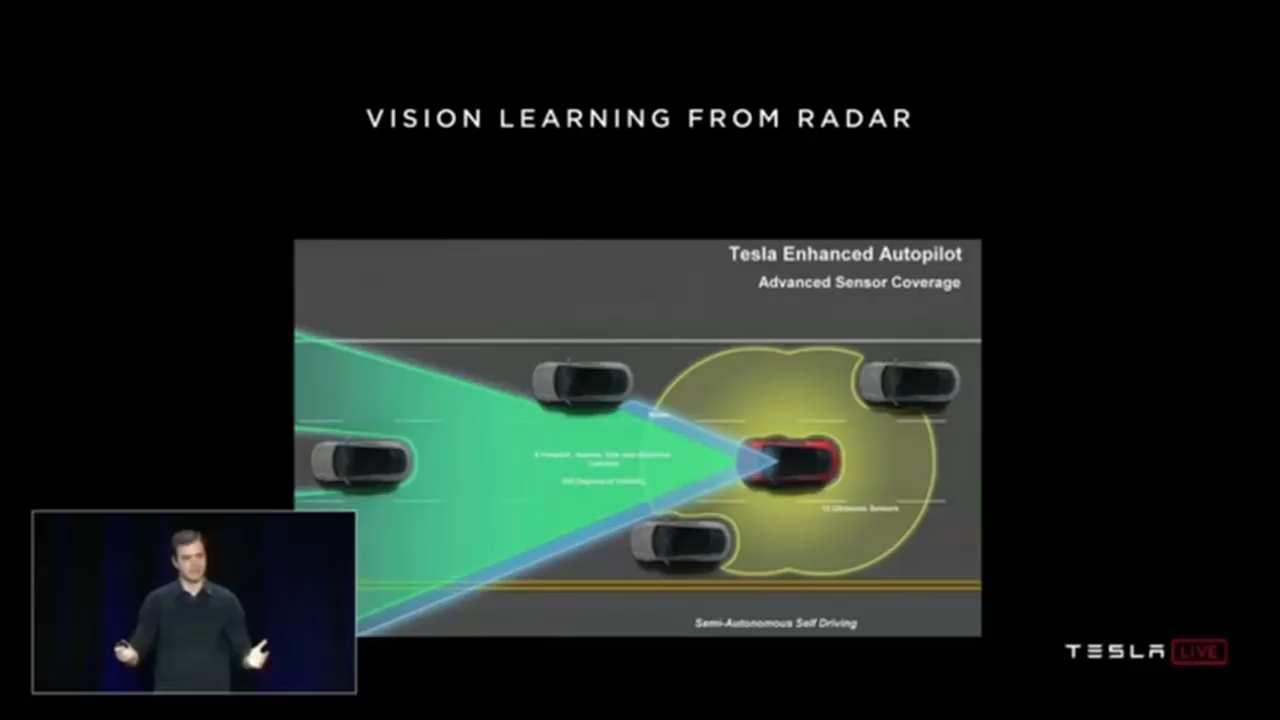 VISION LEARNING FROM RADAR
Tesla Enhanced Autopilot
Advanced Sensor Coverage
12 Ultrasonic Sensors
Semi-Autonomous Self Driving
TESLA LIVE